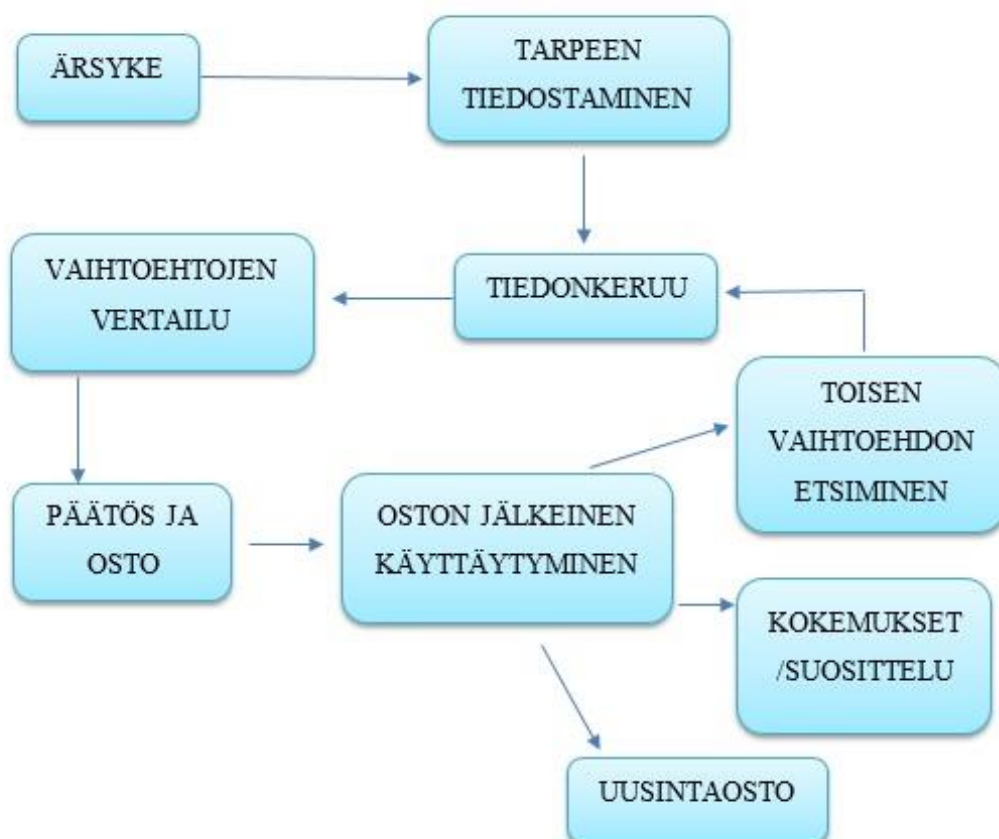 ÄRSYKE
TARPEEN
TIEDOSTAMINEN
VAIHTOEHTOJEN
VERTAILU
TIEDONKERUU
TOISEN
VAIHTOEHDON
ETSIMINEN
PÄÄTÖS JA
OSTO
OSTON JÄLKEINEN
KÄYTTÄYTYMINEN
KOKEMUKSET
/SUOSITTELU
UUSINTAOSTO